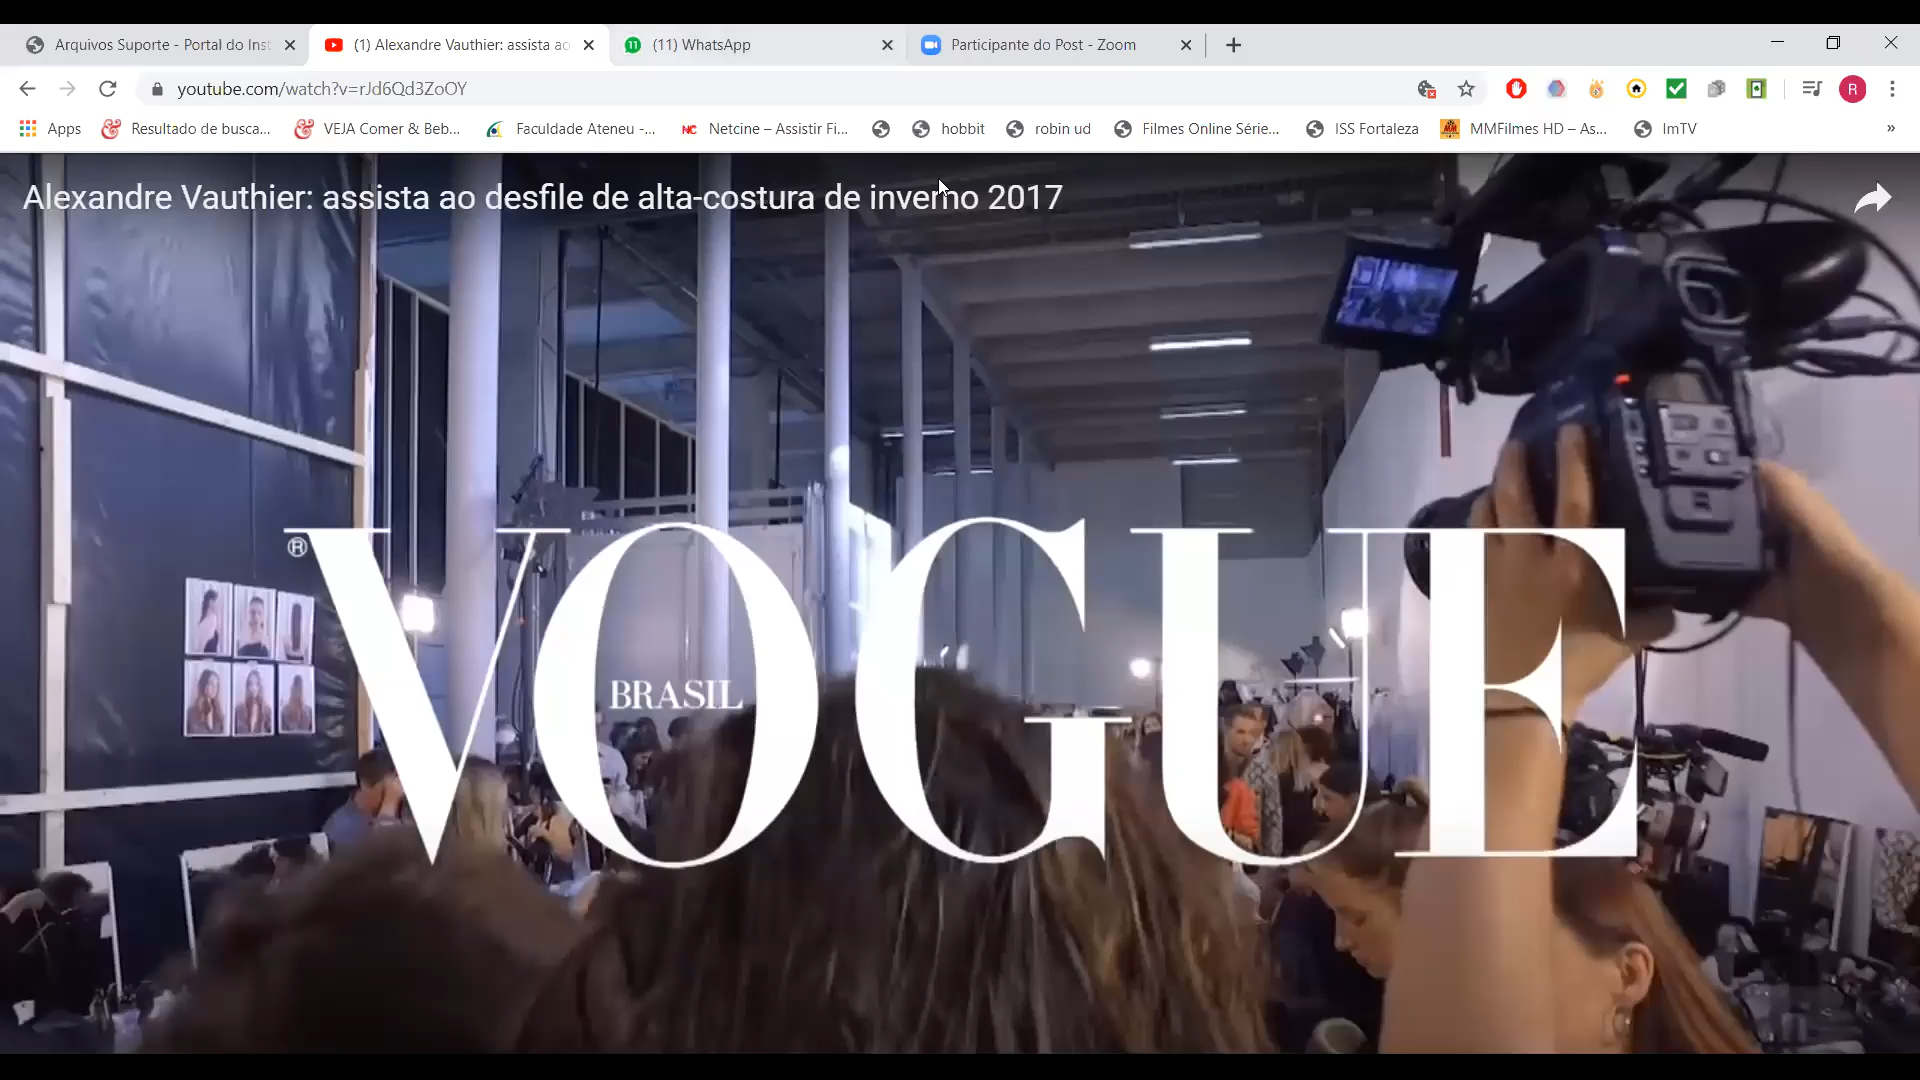 Arquivos Suporte - Portal do Inst
(1) Alexandre Vauthier: assista ao
(11) WhatsApp
Participante do Post - Zoom
youtube.com/watch?v=rJd6Qd3ZoOY
R
Apps
Resultado de busca...
VEJA Comer & Beb...
Faculdade Ateneu -...
NC
Netcine – Assistir Fi...
hobbit
robin ud
Filmes Online Série...
ISS Fortaleza
MMFilmes HD – As...
ImTV
»
Alexandre Vauthier: assista ao desfile de alta-costura de inverno 2017
®
VOGUE
BRASIL